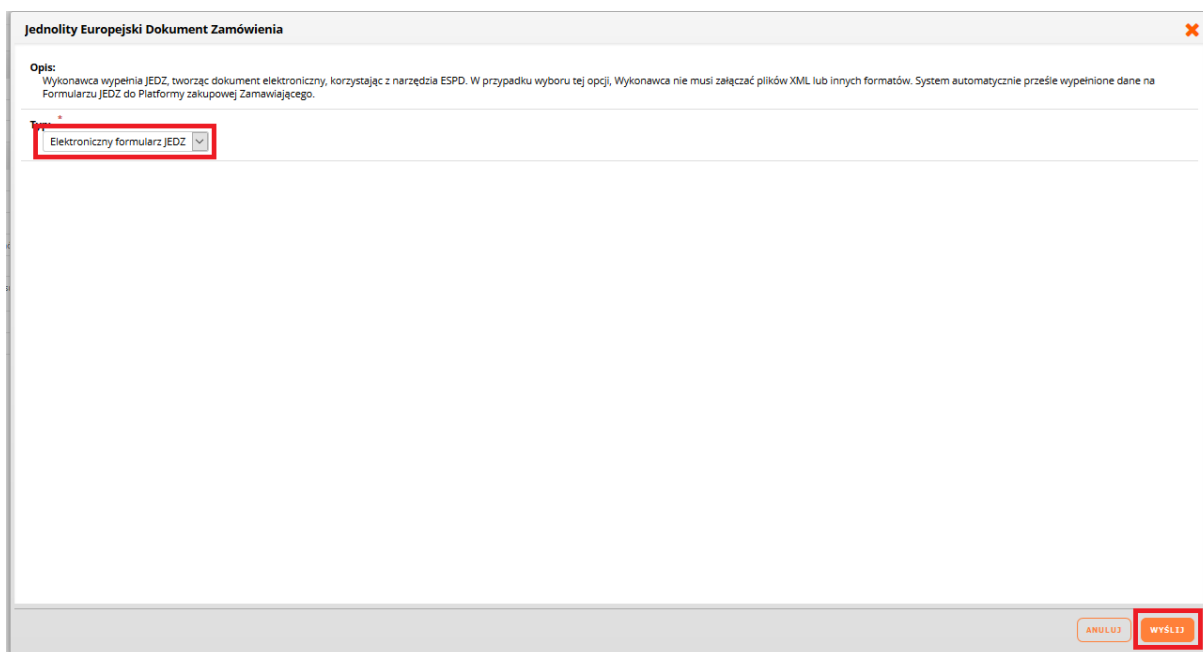 Jednolity Europejski Dokument Zamówienia
Opis:
Wykonawca wypełnia JEDZ, tworząc dokument elektroniczny, korzystając z narzędzia ESPD. W przypadku wyboru tej opcji, Wykonawca nie musi załączać plików XML lub innych formatów. System automatycznie prześle wypełnione dane na
Formularzu JEDZ do Platformy zakupowej Zamawiającego.
Typ: *
Elektroniczny formularz JEDZ
ANULUJ WYŚLIJ